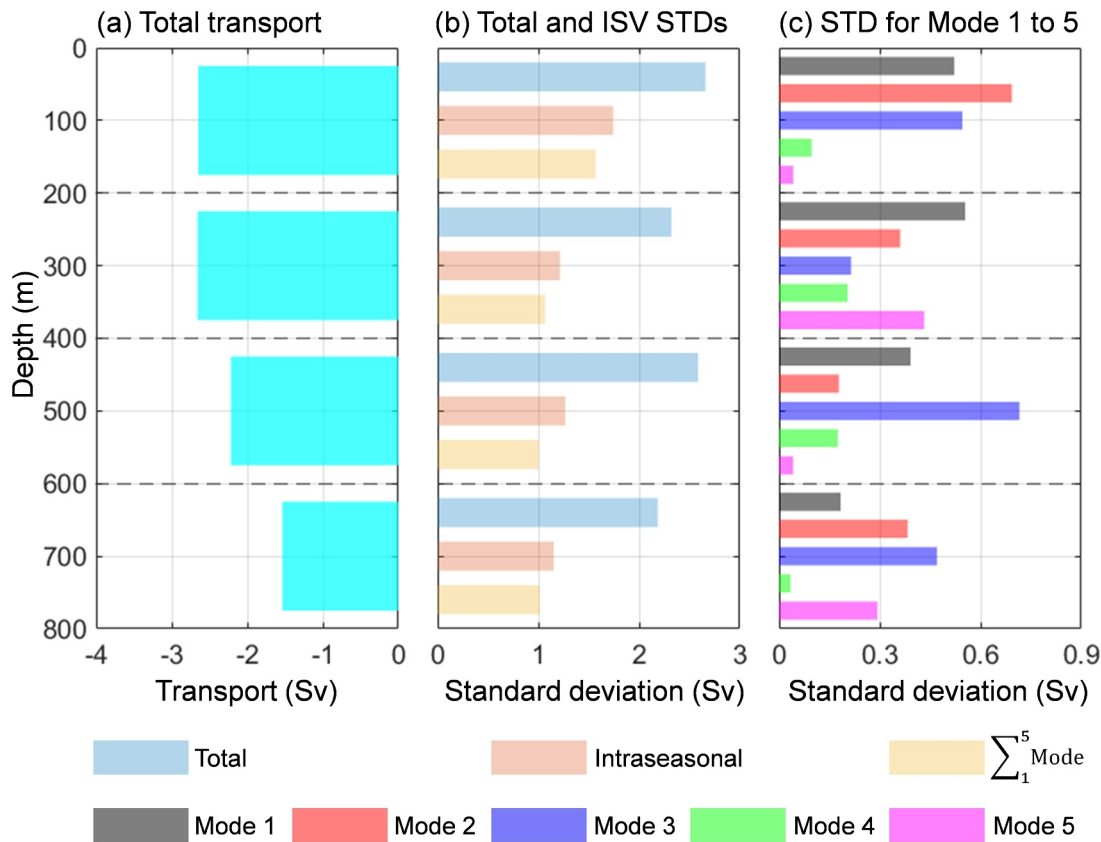 (a) Total transport
(b) Total and ISV STDs
(c) STD for Mode 1 to 5
0
100
200
300
400
500
600
700
800
Depth (m)
-4 -3 -2 -1 0
0 1 2 3
0 0.3 0.6 0.9
Transport (Sv)
Standard deviation (Sv)
Standard deviation (Sv)
Total
Intraseasonal
∑₁⁵ Mode
Mode 1
Mode 2
Mode 3
Mode 4
Mode 5